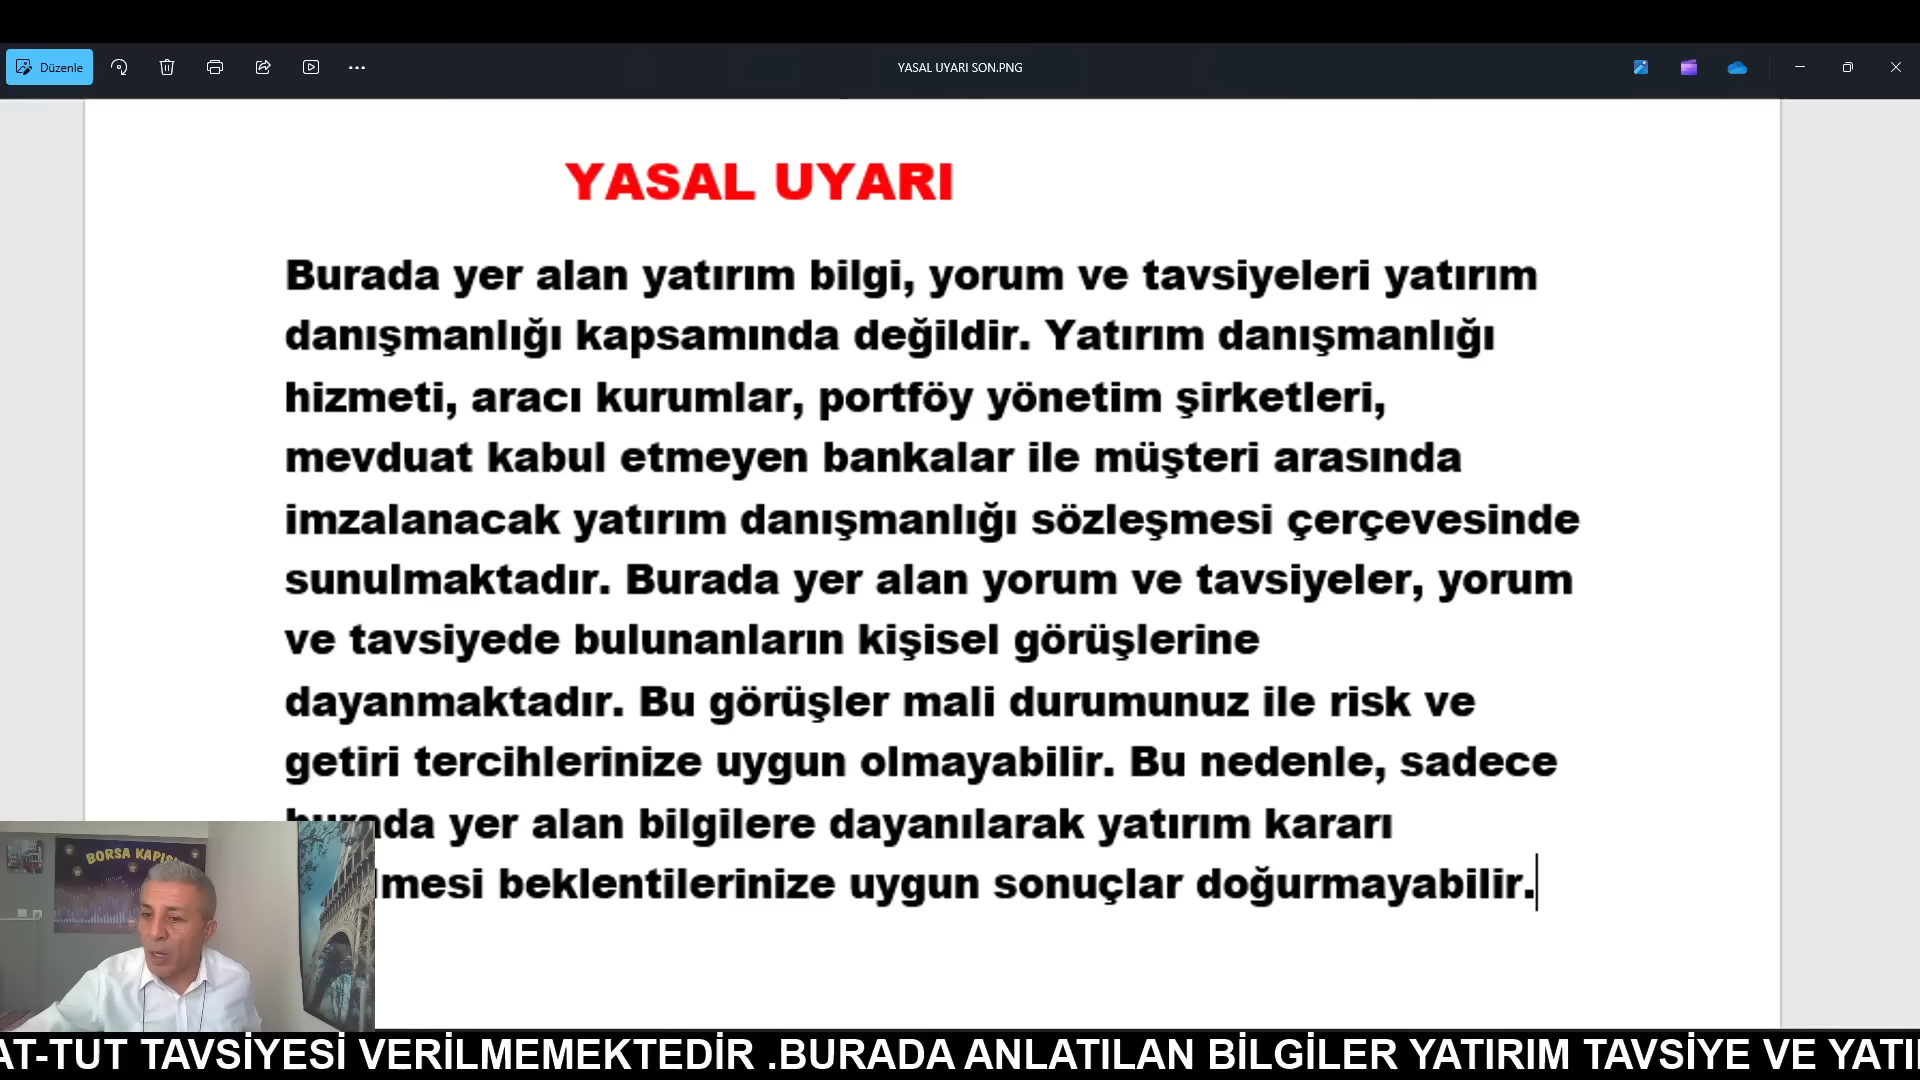 Düzenle
YASAL UYARI SON.PNG
YASAL UYARI
Burada yer alan yatırım bilgi, yorum ve tavsiyeleri yatırım
danışmanlığı kapsamında değildir. Yatırım danışmanlığı
hizmeti, aracı kurumlar, portföy yönetim şirketleri,
mevduat kabul etmeyen bankalar ile müşteri arasında
imzalanacak yatırım danışmanlığı sözleşmesi çerçevesinde
sunulmaktadır. Burada yer alan yorum ve tavsiyeler, yorum
ve tavsiyede bulunanların kişisel görüşlerine
dayanmaktadır. Bu görüşler mali durumunuz ile risk ve
getiri tercihlerinize uygun olmayabilir. Bu nedenle, sadece
burada yer alan bilgilere dayanılarak yatırım kararı
lmesi beklentilerinize uygun sonuçlar doğurmayabilir.
BORSA KAPISI
AT-TUT TAVSİYESİ VERİLMEMEKTEDİR .BURADA ANLATILAN BİLGİLER YATIRIM TAVSİYE VE YATI